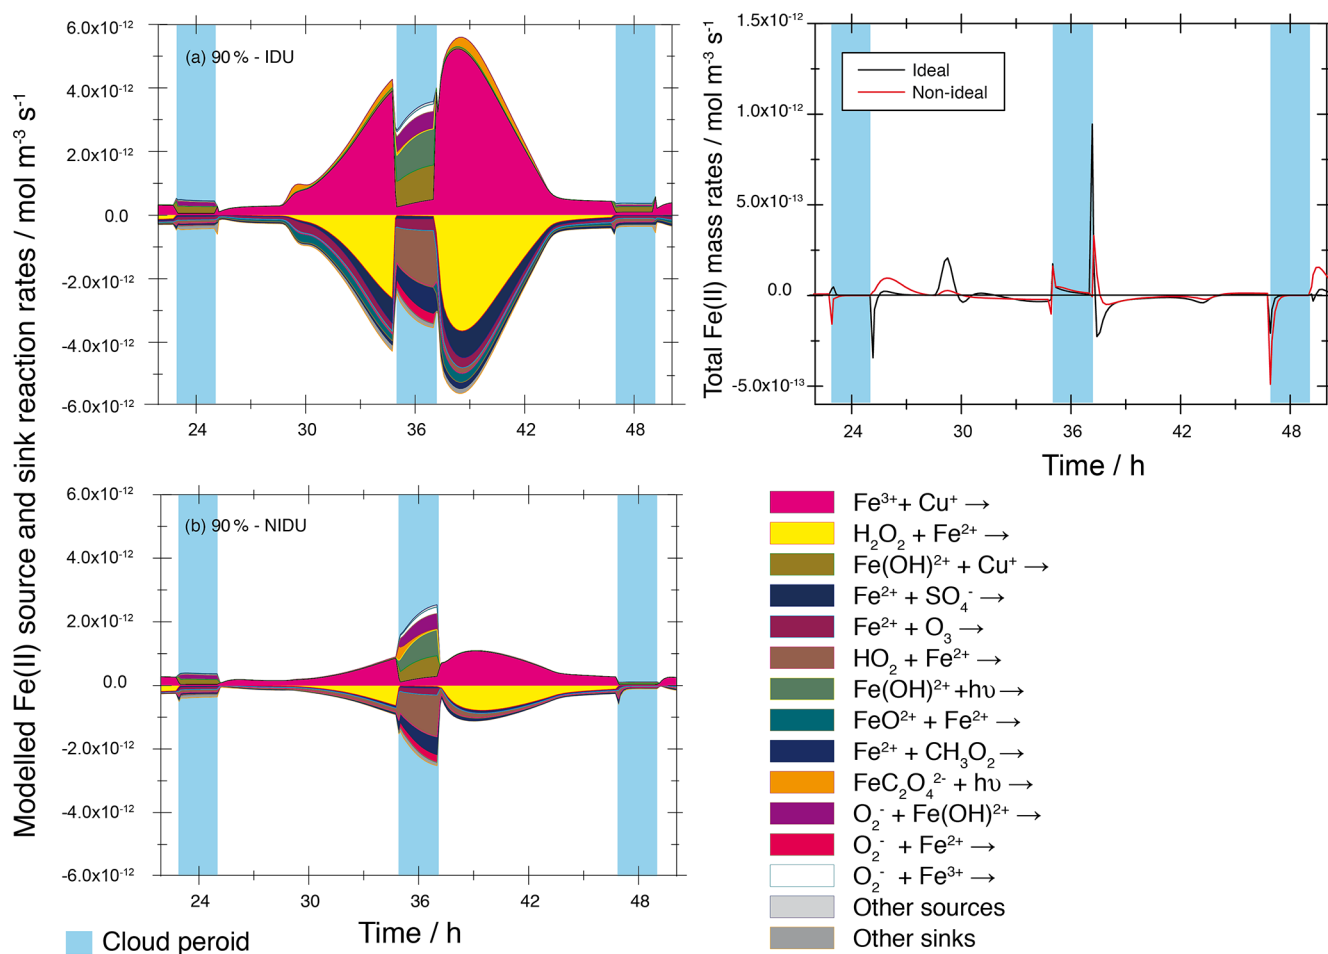 Modelled Fe(II) source and sink reaction rates / mol m⁻³ s⁻¹
(a) 90 % - IDU
6.0x10⁻¹²
4.0x10⁻¹²
2.0x10⁻¹²
0.0
-2.0x10⁻¹²
-4.0x10⁻¹²
-6.0x10⁻¹²
24 30 36 42 48
Total Fe(II) mass rates / mol m⁻³ s⁻¹
1.5x10⁻¹²
1.0x10⁻¹²
5.0x10⁻¹³
0.0
-5.0x10⁻¹³
Ideal
Non-ideal
24 30 36 42 48
Time / h
(b) 90 % - NIDU
6.0x10⁻¹²
4.0x10⁻¹²
2.0x10⁻¹²
0.0
-2.0x10⁻¹²
-4.0x10⁻¹²
-6.0x10⁻¹²
24 30 36 42 48
Time / h
Cloud peroid
Fe³⁺+ Cu⁺ →
H₂O₂ + Fe²⁺ →
Fe(OH)²⁺ + Cu⁺ →
Fe²⁺ + SO₄⁻ →
Fe²⁺ + O₃ →
HO₂ + Fe²⁺ →
Fe(OH)²⁺ +hυ →
FeO²⁺ + Fe²⁺ →
Fe²⁺ + CH₃O₂ →
FeC₂O₄²⁻ + hυ →
O₂⁻ + Fe(OH)²⁺ →
O₂⁻ + Fe²⁺ →
O₂⁻ + Fe³⁺ →
Other sources
Other sinks